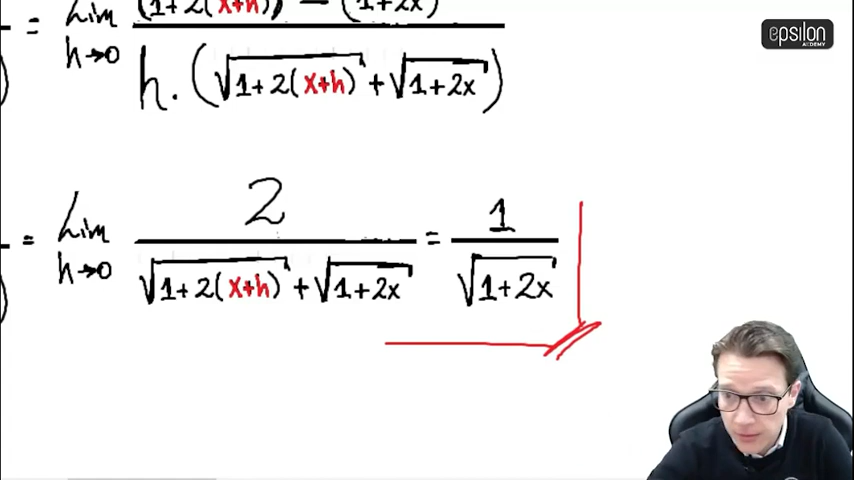 = Lim (1+2(x+h)) - (1+2x)
h→0 h.(√1+2(x+h) + √1+2x)
epsilon
ACADEMY
= Lim 2 = 1
h→0 √1+2(x+h) + √1+2x √1+2x